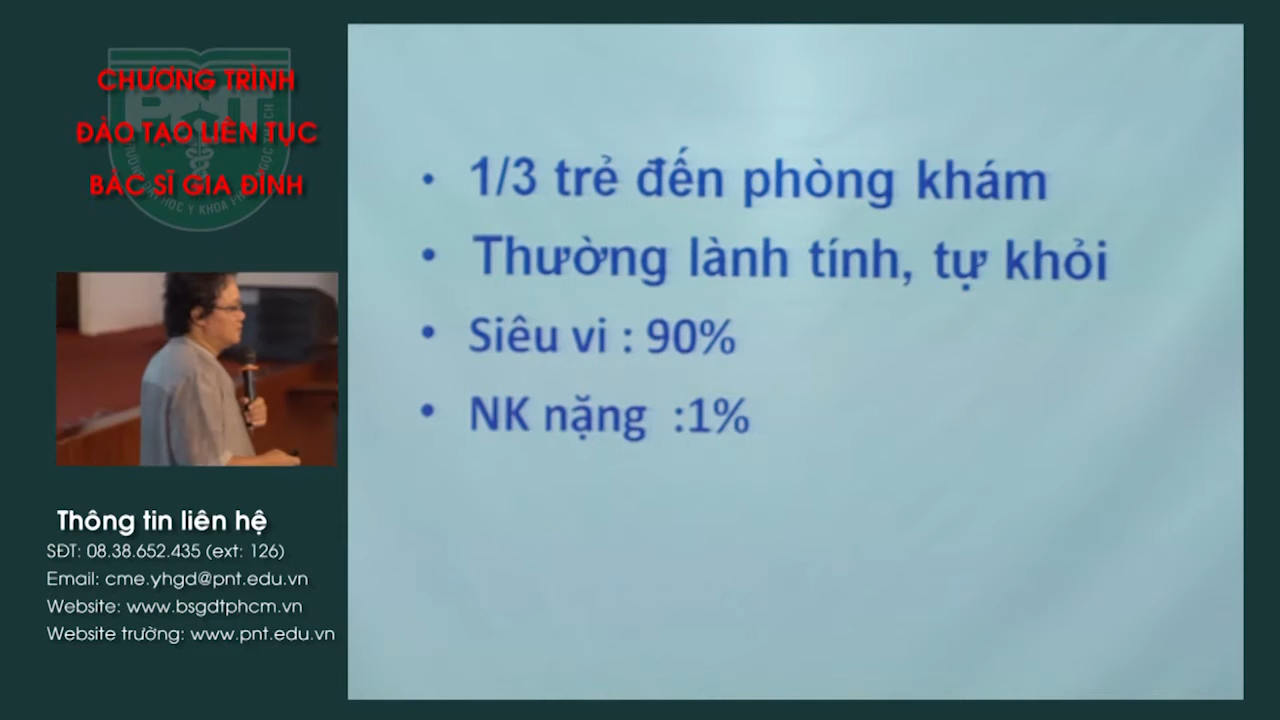 CHƯƠNG TRÌNH
ĐÀO TẠO LIÊN TỤC
BÁC SĨ GIA ĐÌNH
PNT
Thông tin liên hệ
SĐT: 08.38.652.435 (ext: 126)
Email: cme.yhgd@pnt.edu.vn
Website: www.bsgdtphcm.vn
Website trường: www.pnt.edu.vn
• 1/3 trẻ đến phòng khám
• Thường lành tính, tự khỏi
• Siêu vi : 90%
• NK nặng :1%